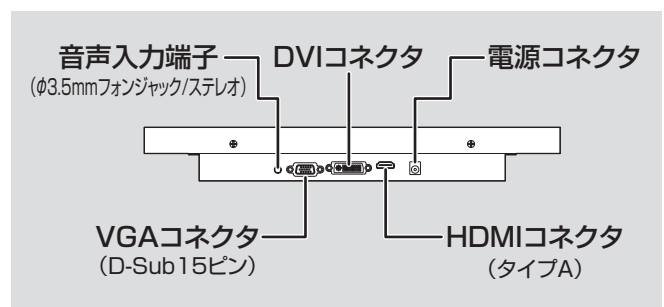 音声入力端子
（φ3.5mmフォンジャック/ステレオ）
DVIコネクタ
電源コネクタ
VGAコネクタ
（D-Sub15ピン）
HDMIコネクタ
（タイプA）